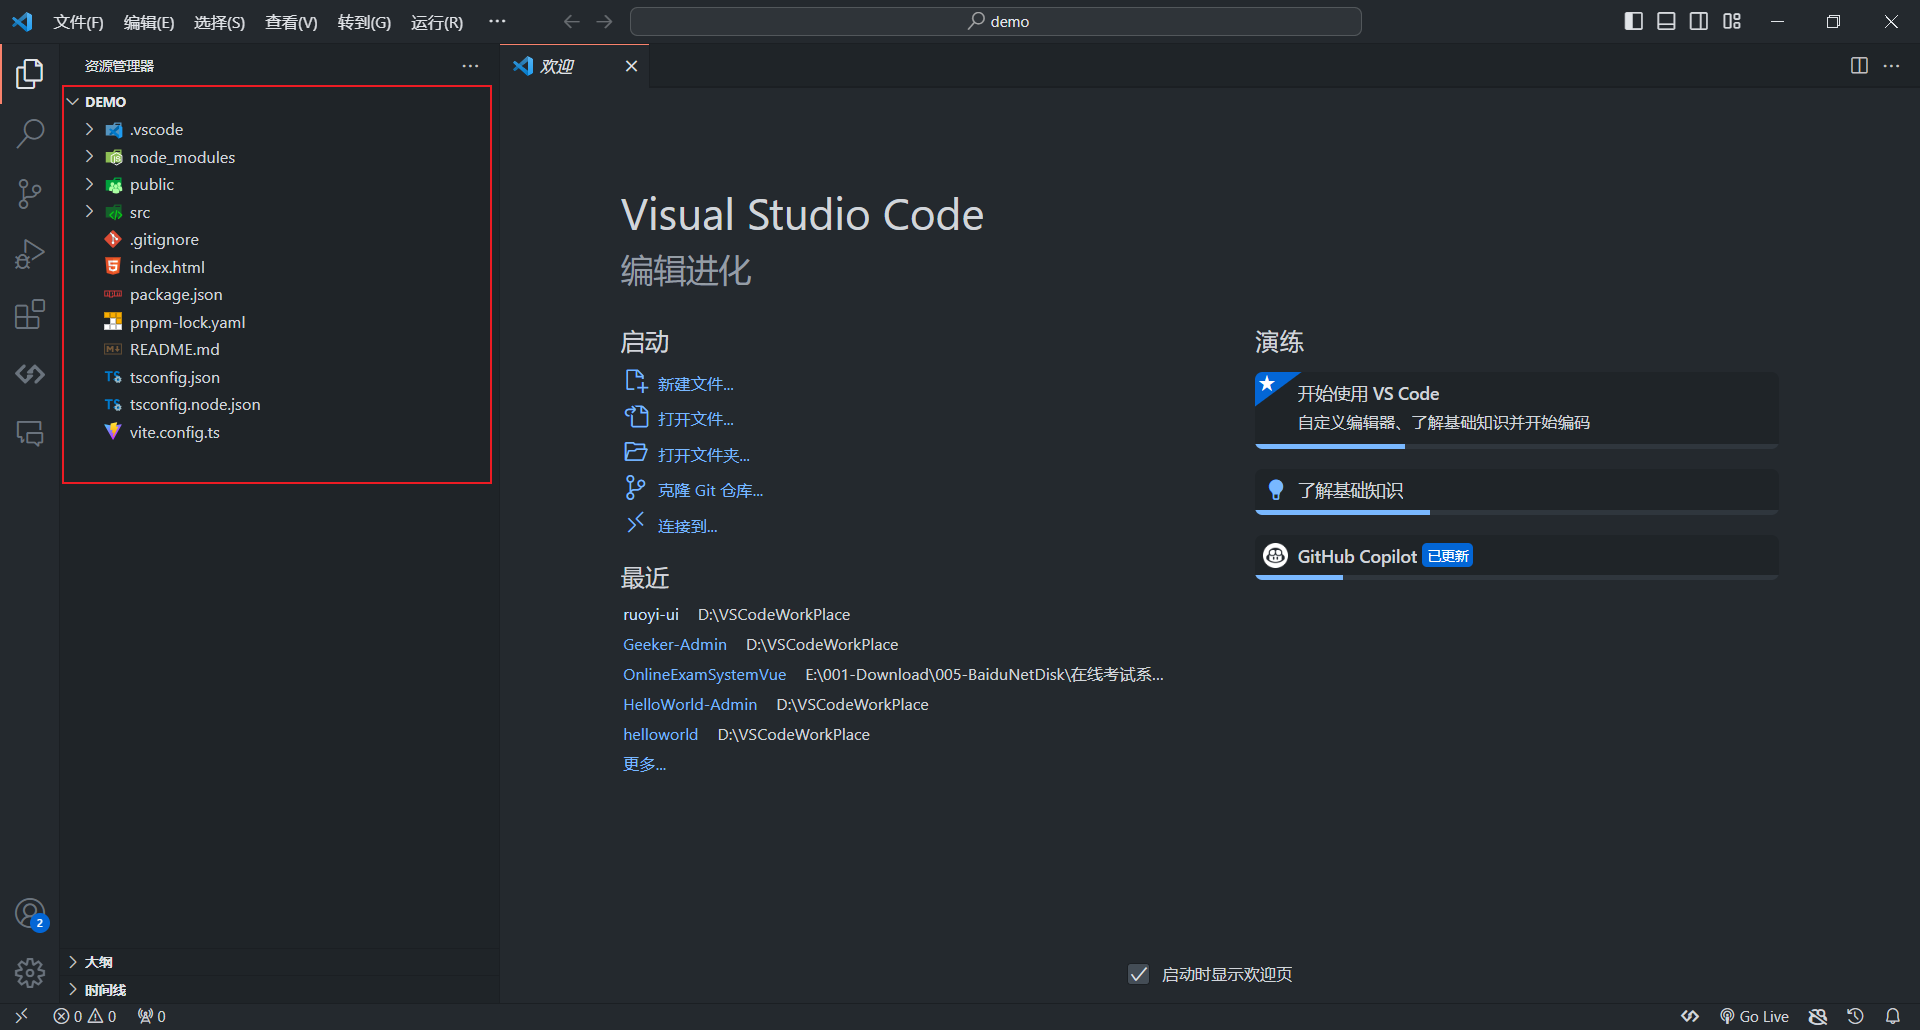 文件(F) 编辑(E) 选择(S) 查看(V) 转到(G) 运行(R) ··· demo
资源管理器 ···
欢迎
DEMO
.vscode
node_modules
public
src
.gitignore
index.html
package.json
pnpm-lock.yaml
README.md
TS tsconfig.json
TS tsconfig.node.json
vite.config.ts
大纲
时间线
Visual Studio Code
编辑进化
启动
新建文件...
打开文件...
打开文件夹...
克隆 Git 仓库...
连接到...
最近
ruoyi-ui D:\VSCodeWorkPlace
Geeker-Admin D:\VSCodeWorkPlace
OnlineExamSystemVue E:\001-Download\005-BaiduNetDisk\在线考试系...
HelloWorld-Admin D:\VSCodeWorkPlace
helloworld D:\VSCodeWorkPlace
更多...
演练
开始使用 VS Code
自定义编辑器、了解基础知识并开始编码
了解基础知识
GitHub Copilot 已更新
启动时显示欢迎页
2
0 0 0 Go Live